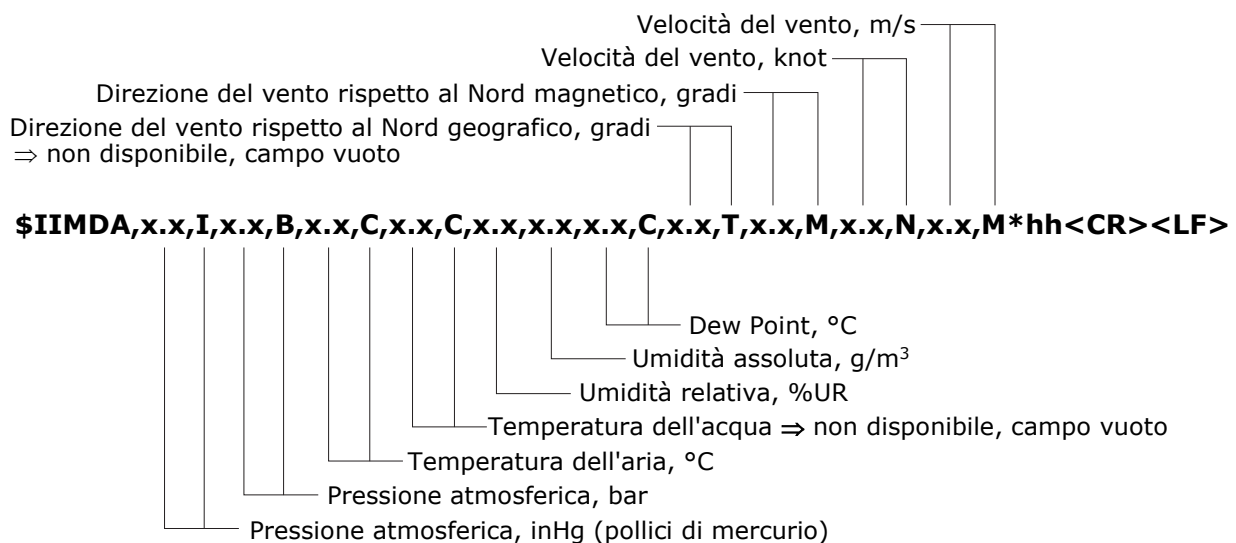 Velocità del vento, m/s
Velocità del vento, knot
Direzione del vento rispetto al Nord magnetico, gradi
Direzione del vento rispetto al Nord geografico, gradi
⇒ non disponibile, campo vuoto
$IIMDA,x.x,I,x.x,B,x.x,C,x.x,C,x.x,x.x,x.x,C,x.x,T,x.x,M,x.x,N,x.x,M*hh<CR><LF>
Dew Point, °C
Umidità assoluta, g/m³
Umidità relativa, %UR
Temperatura dell'acqua ⇒ non disponibile, campo vuoto
Temperatura dell'aria, °C
Pressione atmosferica, bar
Pressione atmosferica, inHg (pollici di mercurio)